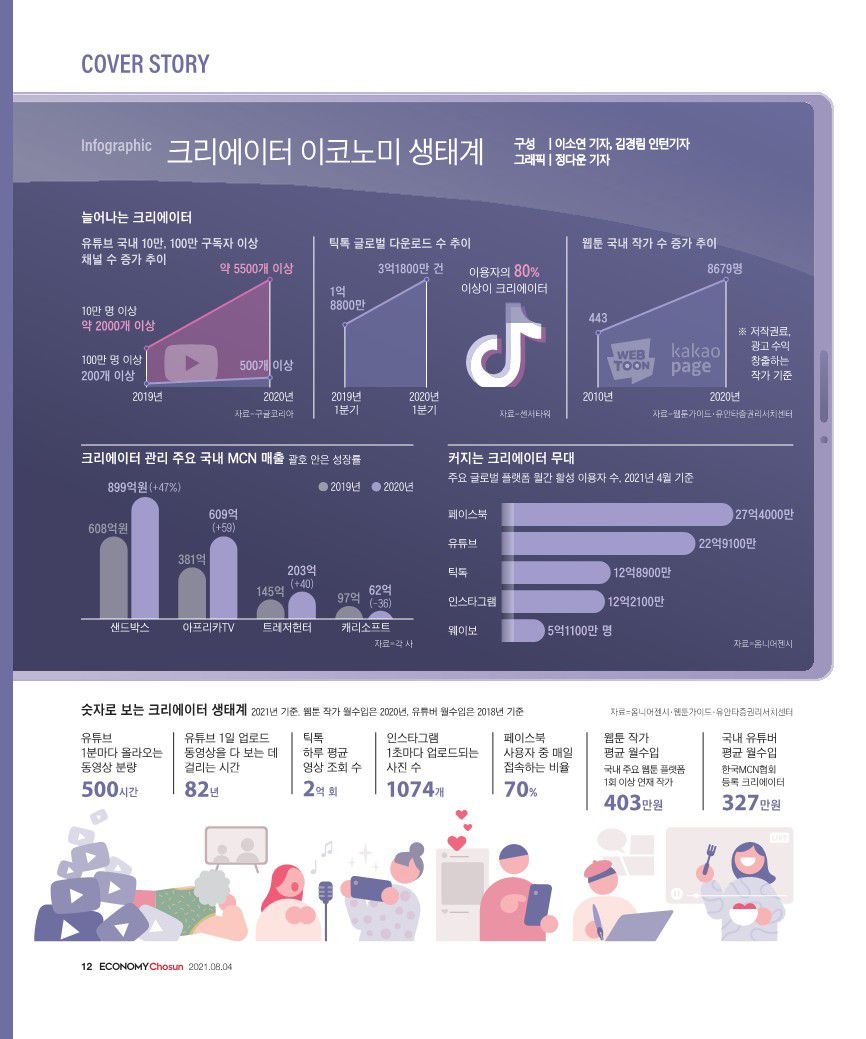 COVER STORY
Infographic 크리에이터 이코노미 생태계
구성 | 이소연 기자, 김경림 인턴기자
그래픽 | 정다운 기자
늘어나는 크리에이터
유튜브 국내 10만, 100만 구독자 이상
채널 수 증가 추이
약 5500개 이상
10만 명 이상
약 2000개 이상
100만 명 이상
200개 이상
500개 이상
2019년
2020년
자료=구글코리아
틱톡 글로벌 다운로드 수 추이
3억1800만 건
1억
8800만
2019년
1분기
2020년
1분기
이용자의 80%
이상이 크리에이터
자료=센서타워
웹툰 국내 작가 수 증가 추이
8679명
443
WEB
TOON
kakao
page
※ 저작권료,
광고 수익
창출하는
작가 기준
2010년
2020년
자료=웹툰가이드·유안타증권리서치센터
크리에이터 관리 주요 국내 MCN 매출 괄호 안은 성장률
2019년
2020년
899억원(+47%)
608억원
609억
(+59)
381억
203억
(+40)
145억
97억
62억
(-36)
샌드박스
아프리카TV
트레저헌터
캐리소프트
자료=각 사
커지는 크리에이터 무대
주요 글로벌 플랫폼 월간 활성 이용자 수, 2021년 4월 기준
페이스북 27억4000만
유튜브 22억9100만
틱톡 12억8900만
인스타그램 12억2100만
웨이보 5억1100만 명
자료=옴니어젠시
숫자로 보는 크리에이터 생태계 2021년 기준, 웹툰 작가 월수입은 2020년, 유튜버 월수입은 2018년 기준
자료=옴니어젠시·웹툰가이드·유안타증권리서치센터
유튜브
1분마다 올라오는
동영상 분량
500시간
유튜브 1일 업로드
동영상을 다 보는 데
걸리는 시간
82년
틱톡
하루 평균
영상 조회 수
2억 회
인스타그램
1초마다 업로드되는
사진 수
1074개
페이스북
사용자 중 매일
접속하는 비율
70%
웹툰 작가
평균 월수입
국내 주요 웹툰 플랫폼
1회 이상 연재 작가
403만원
국내 유튜버
평균 월수입
한국MCN협회
등록 크리에이터
327만원
LIVE
12 ECONOMYChosun 2021.08.04